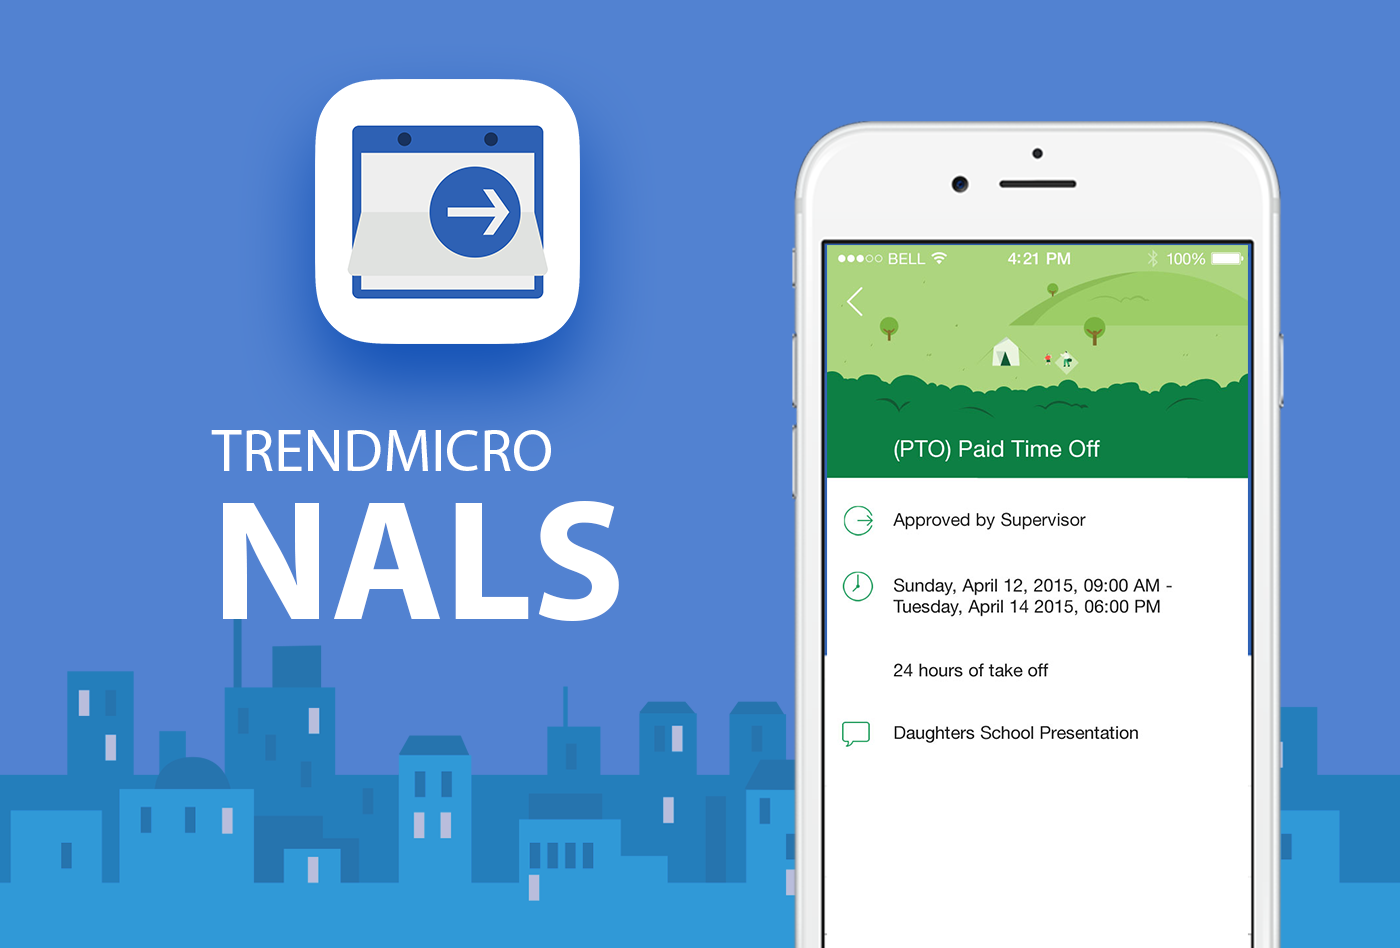 TRENDMICRO
NALS
BELL 4:21 PM 100%
(PTO) Paid Time Off
Approved by Supervisor
Sunday, April 12, 2015, 09:00 AM -
Tuesday, April 14 2015, 06:00 PM
24 hours of take off
Daughters School Presentation